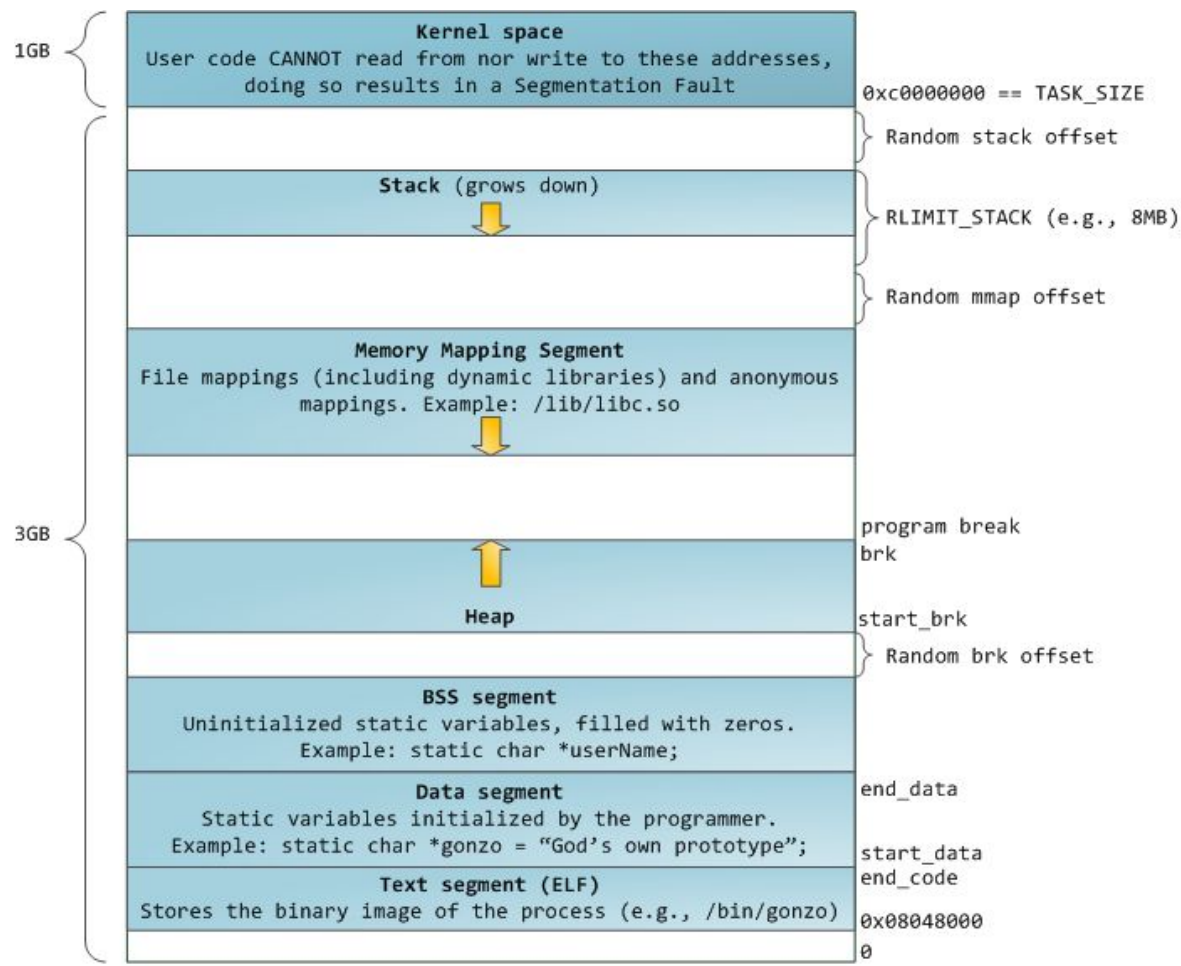 1GB
Kernel space
User code CANNOT read from nor write to these addresses,
doing so results in a Segmentation Fault
0xc0000000 == TASK_SIZE
Random stack offset
Stack (grows down)
RLIMIT_STACK (e.g., 8MB)
Random mmap offset
Memory Mapping Segment
File mappings (including dynamic libraries) and anonymous
mappings. Example: /lib/libc.so
3GB
program break
brk
Heap
start_brk
Random brk offset
BSS segment
Uninitialized static variables, filled with zeros.
Example: static char *userName;
Data segment
Static variables initialized by the programmer.
Example: static char *gonzo = “God’s own prototype”;
end_data
start_data
end_code
Text segment (ELF)
Stores the binary image of the process (e.g., /bin/gonzo)
0x08048000
0